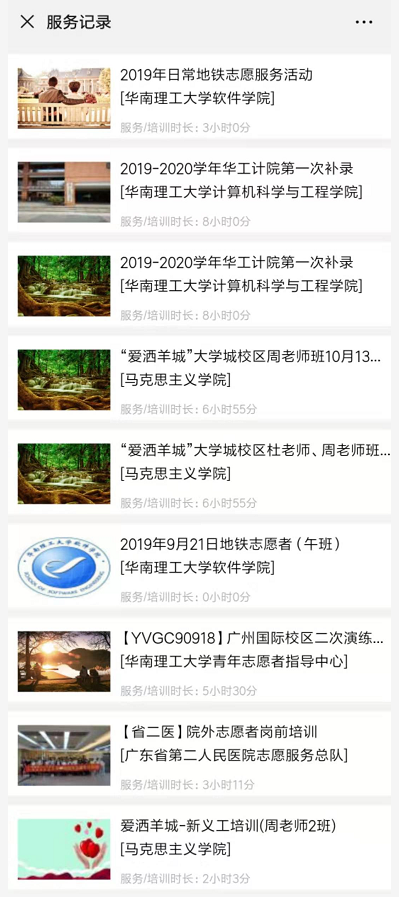 服务记录
2019年日常地铁志愿服务活动
[华南理工大学软件学院]
服务/培训时长: 3小时0分
2019-2020学年华工计院第一次补录
[华南理工大学计算机科学与工程学院]
服务/培训时长: 8小时0分
2019-2020学年华工计院第一次补录
[华南理工大学计算机科学与工程学院]
服务/培训时长: 8小时0分
“爱洒羊城”大学城校区周老师班10月13...
[马克思主义学院]
服务/培训时长: 6小时55分
“爱洒羊城”大学城校区杜老师、周老师班...
[马克思主义学院]
服务/培训时长: 6小时55分
华南理工大学软件学院
SCHOOL OF SOFTWARE ENGINEERING
2019年9月21日地铁志愿者（午班）
[华南理工大学软件学院]
服务/培训时长: 0小时0分
【YVGC90918】广州国际校区二次演练...
[华南理工大学青年志愿者指导中心]
服务/培训时长: 5小时30分
【省二医】院外志愿者岗前培训
[广东省第二人民医院志愿服务总队]
服务/培训时长: 3小时11分
爱洒羊城-新义工培训(周老师2班)
[马克思主义学院]
服务/培训时长: 2小时3分